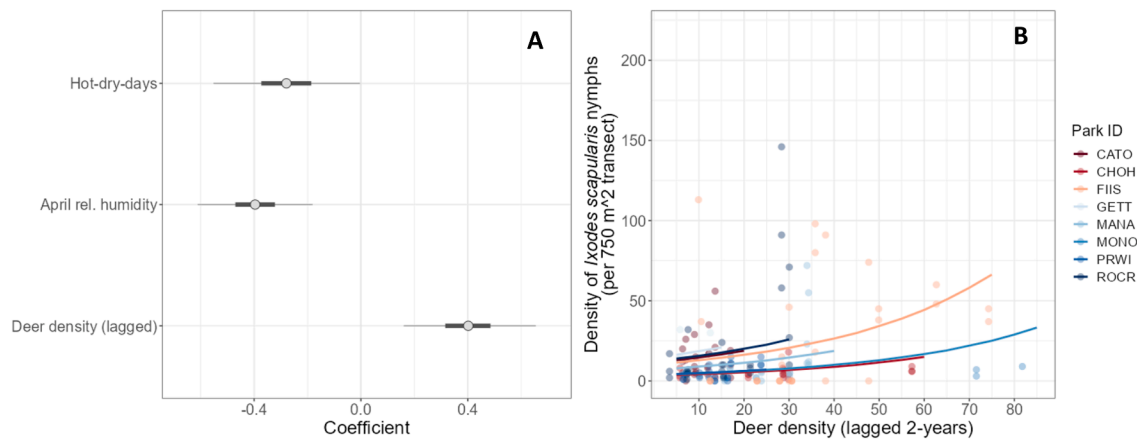 A
Hot-dry-days
April rel. humidity
Deer density (lagged)
-0.4 0.0 0.4
Coefficient
B
Density of Ixodes scapularis nymphs
(per 750 m^2 transect)
200
150
100
50
0
10 20 30 40 50 60 70 80
Deer density (lagged 2-years)
Park ID
CATO
CHOH
FIIS
GETT
MANA
MONO
PRWI
ROCR